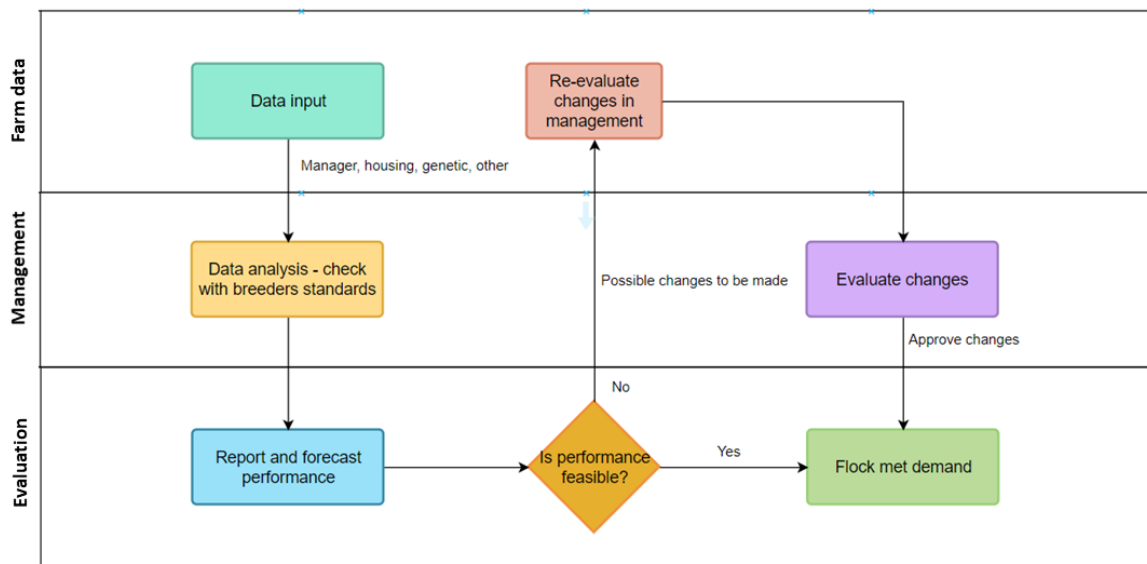 Farm data
Data input
Re-evaluate
changes in
management
Manager, housing, genetic, other
Management
Data analysis - check
with breeders standards
Possible changes to be made
Evaluate changes
Approve changes
Evaluation
No
Report and forecast
performance
Is performance
feasible?
Yes
Flock met demand